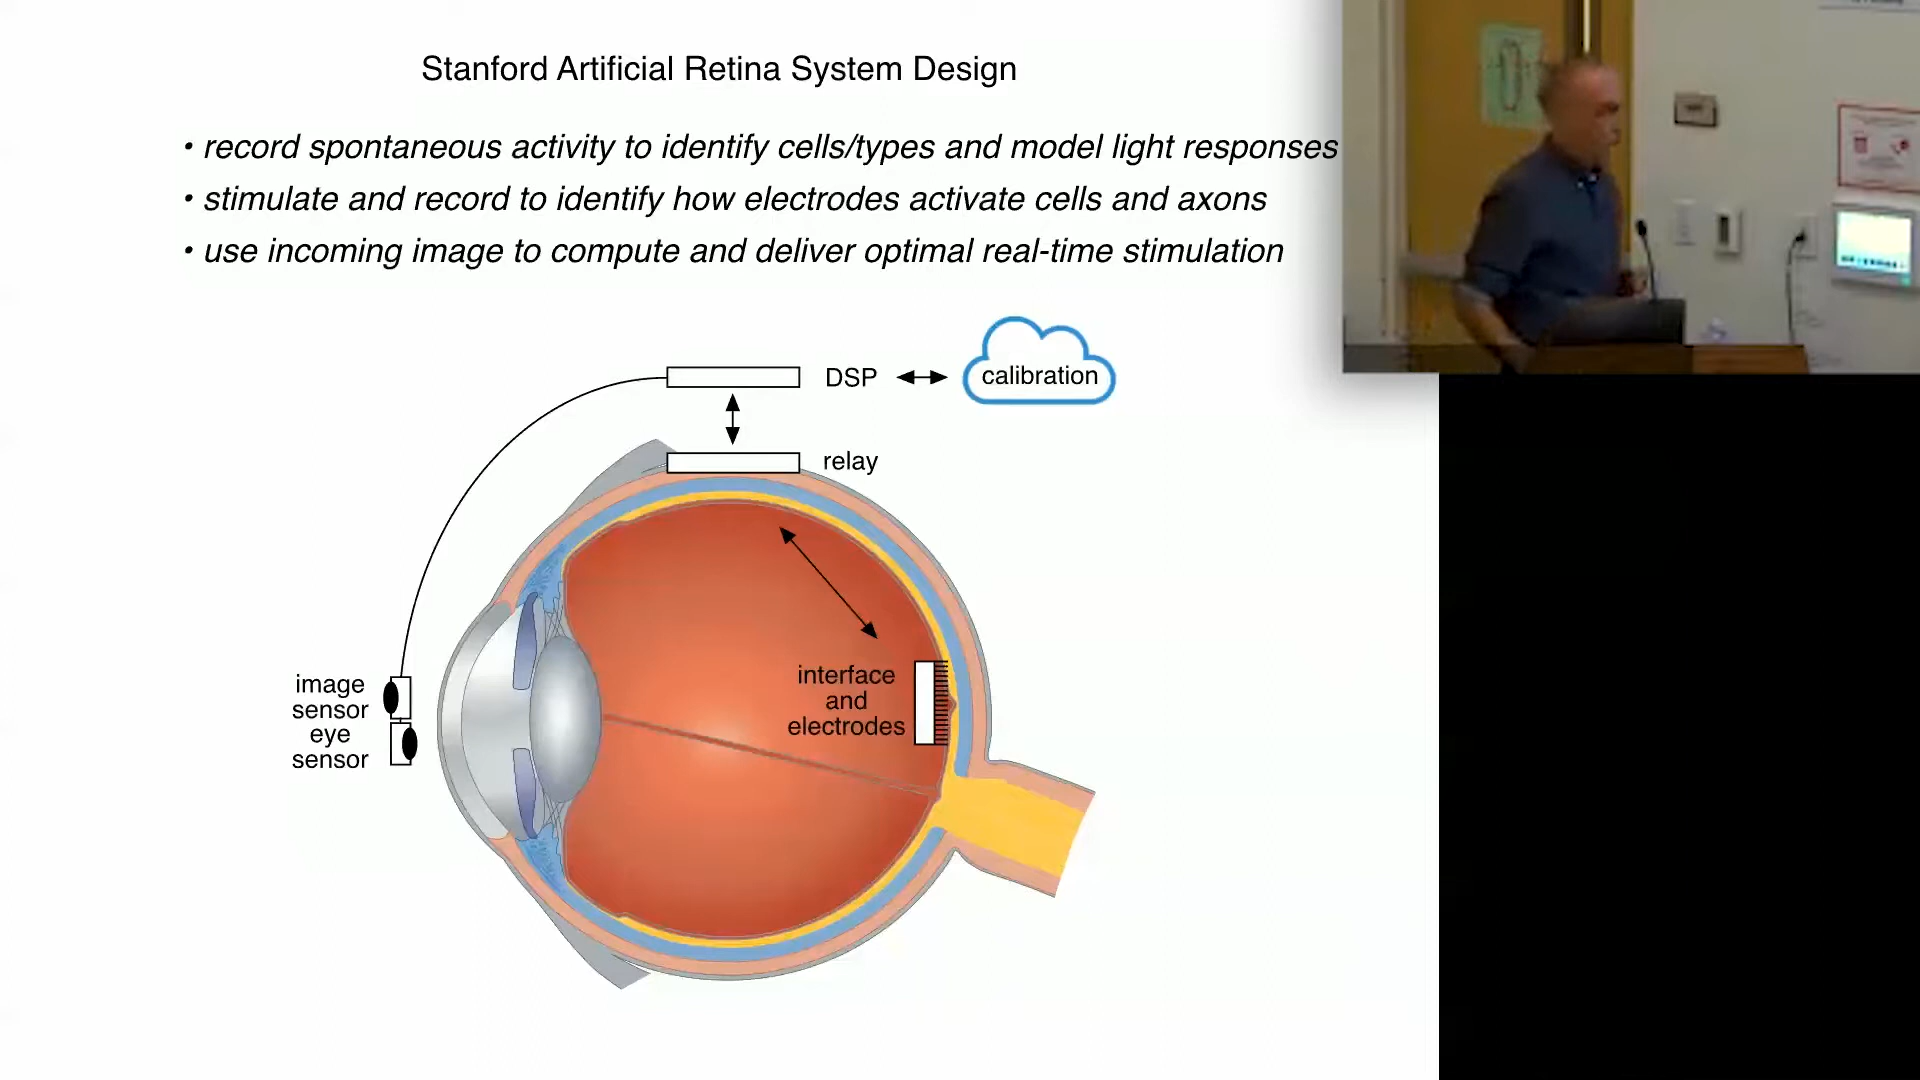 Stanford Artificial Retina System Design
• record spontaneous activity to identify cells/types and model light responses
• stimulate and record to identify how electrodes activate cells and axons
• use incoming image to compute and deliver optimal real-time stimulation
DSP
calibration
relay
interface
and
electrodes
image
sensor
eye
sensor